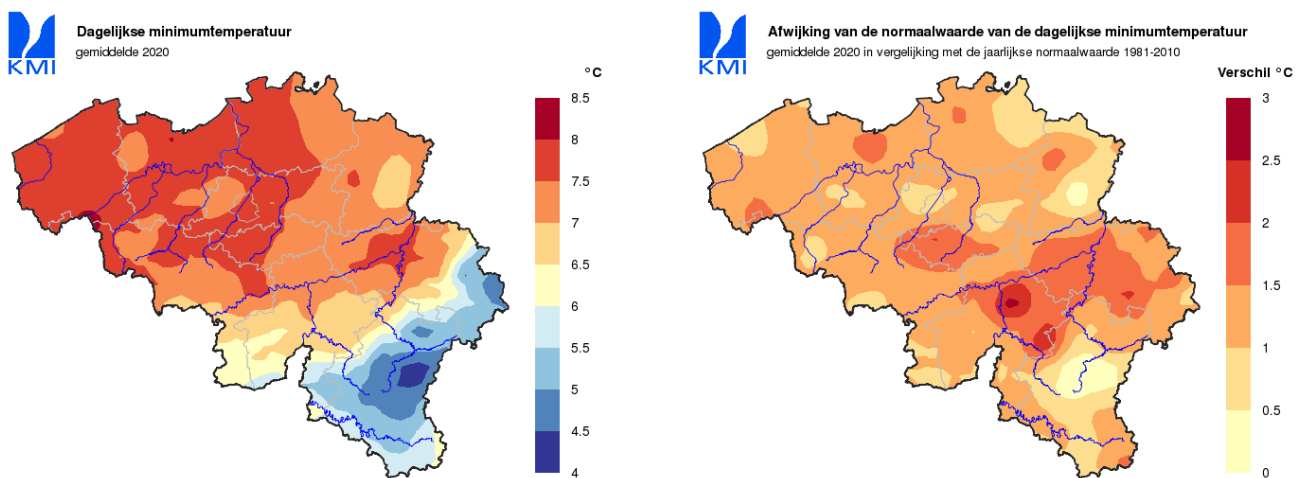 KMI
Dagelijkse minimumtemperatuur
gemiddelde 2020
°C
8.5
8
7.5
7
6.5
6
5.5
5
4.5
4
KMI
Afwijking van de normaalwaarde van de dagelijkse minimumtemperatuur
gemiddelde 2020 in vergelijking met de jaarlijkse normaalwaarde 1981-2010
Verschil °C
3
2.5
2
1.5
1
0.5
0